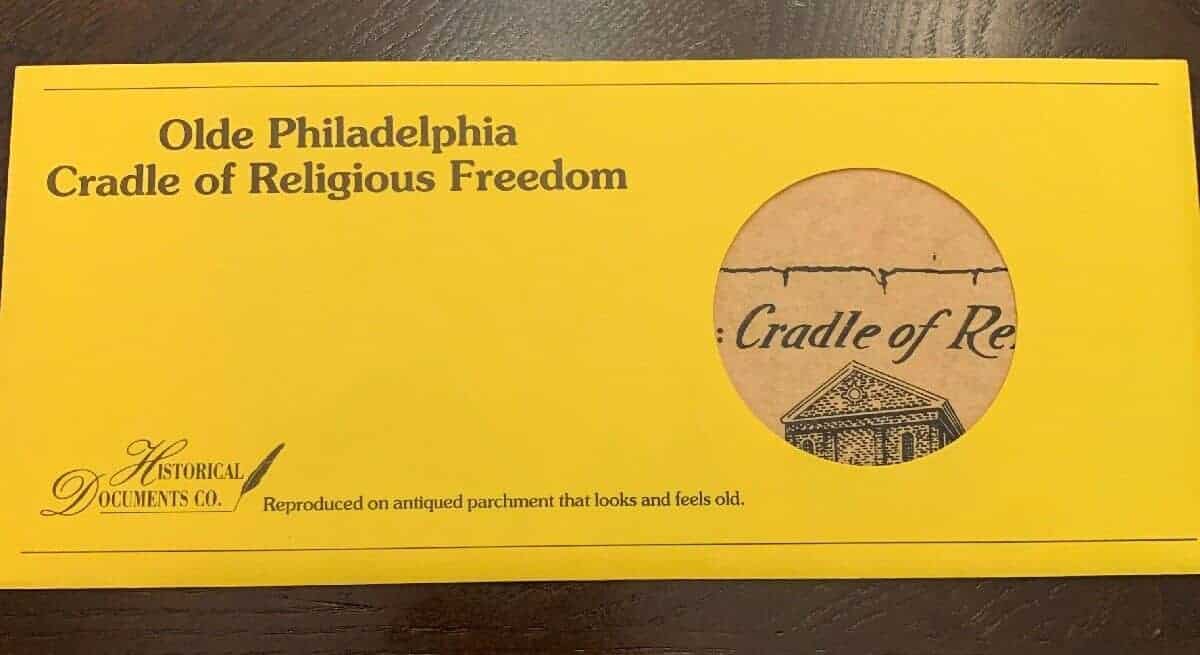 Olde Philadelphia
Cradle of Religious Freedom
: Cradle of Re
HISTORICAL
DOCUMENTS CO.
Reproduced on antiqued parchment that looks and feels old.